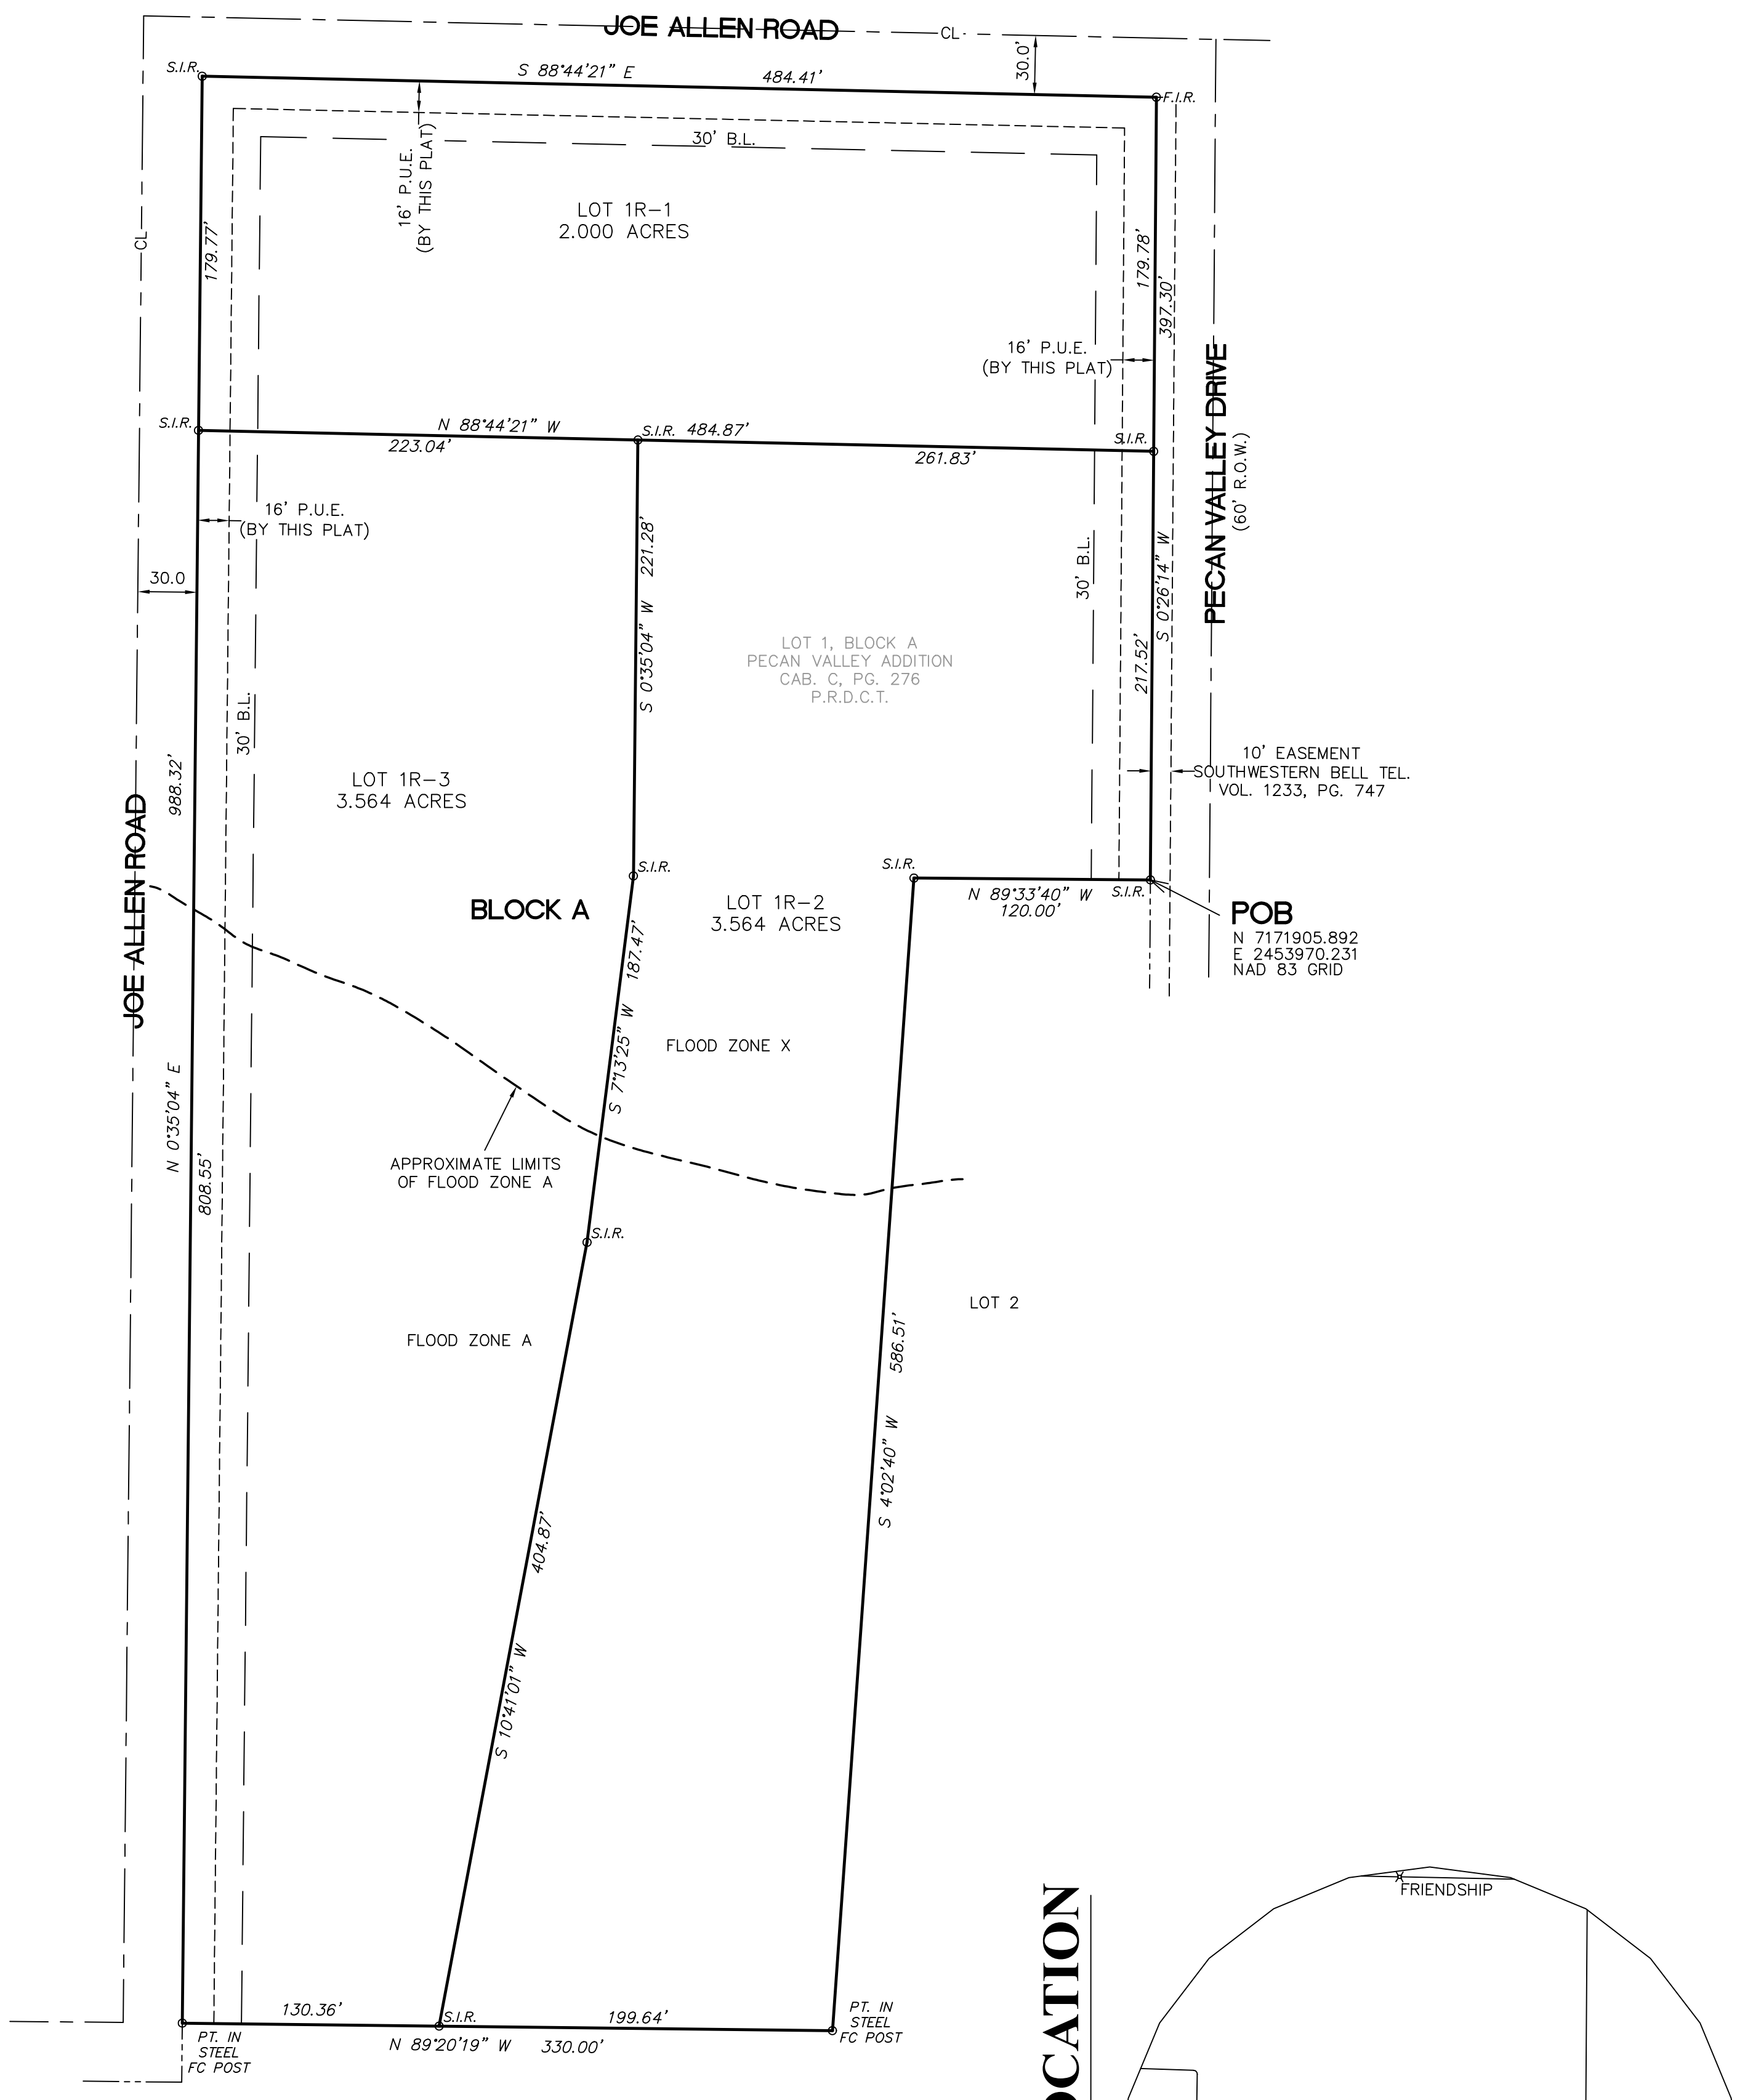 JOE ALLEN ROAD
CL
S.I.R.
S 88°44'21" E
484.41'
30.0'
F.I.R.
30' B.L.
16' P.U.E.
(BY THIS PLAT)
CL
LOT 1R-1
2.000 ACRES
179.77'
179.78'
397.30'
16' P.U.E.
(BY THIS PLAT)
PECAN VALLEY DRIVE
(60' R.O.W.)
S.I.R.
N 88°44'21" W
223.04'
S.I.R.
484.87'
261.83'
S.I.R.
16' P.U.E.
(BY THIS PLAT)
30.0
221.28'
S 0°35'04" W
30' B.L.
S 0°26'14" W
217.52'
LOT 1, BLOCK A
PECAN VALLEY ADDITION
CAB. C, PG. 276
P.R.D.C.T.
30' B.L.
988.32'
LOT 1R-3
3.564 ACRES
10' EASEMENT
SOUTHWESTERN BELL TEL.
VOL. 1233, PG. 747
JOE ALLEN ROAD
S.I.R.
S.I.R.
N 89°33'40" W
120.00'
S.I.R.
BLOCK A
LOT 1R-2
3.564 ACRES
POB
N 7171905.892
E 2453970.231
NAD 83 GRID
187.47'
S 7°13'25" W
FLOOD ZONE X
N 0°35'04" E
808.55'
APPROXIMATE LIMITS
OF FLOOD ZONE A
S.I.R.
LOT 2
FLOOD ZONE A
586.51'
S 4°02'40" W
404.87'
S 10°41'01" W
130.36'
S.I.R.
199.64'
N 89°20'19" W
330.00'
PT. IN
STEEL
FC POST
PT. IN
STEEL
FC POST
FRIENDSHIP
OCATION